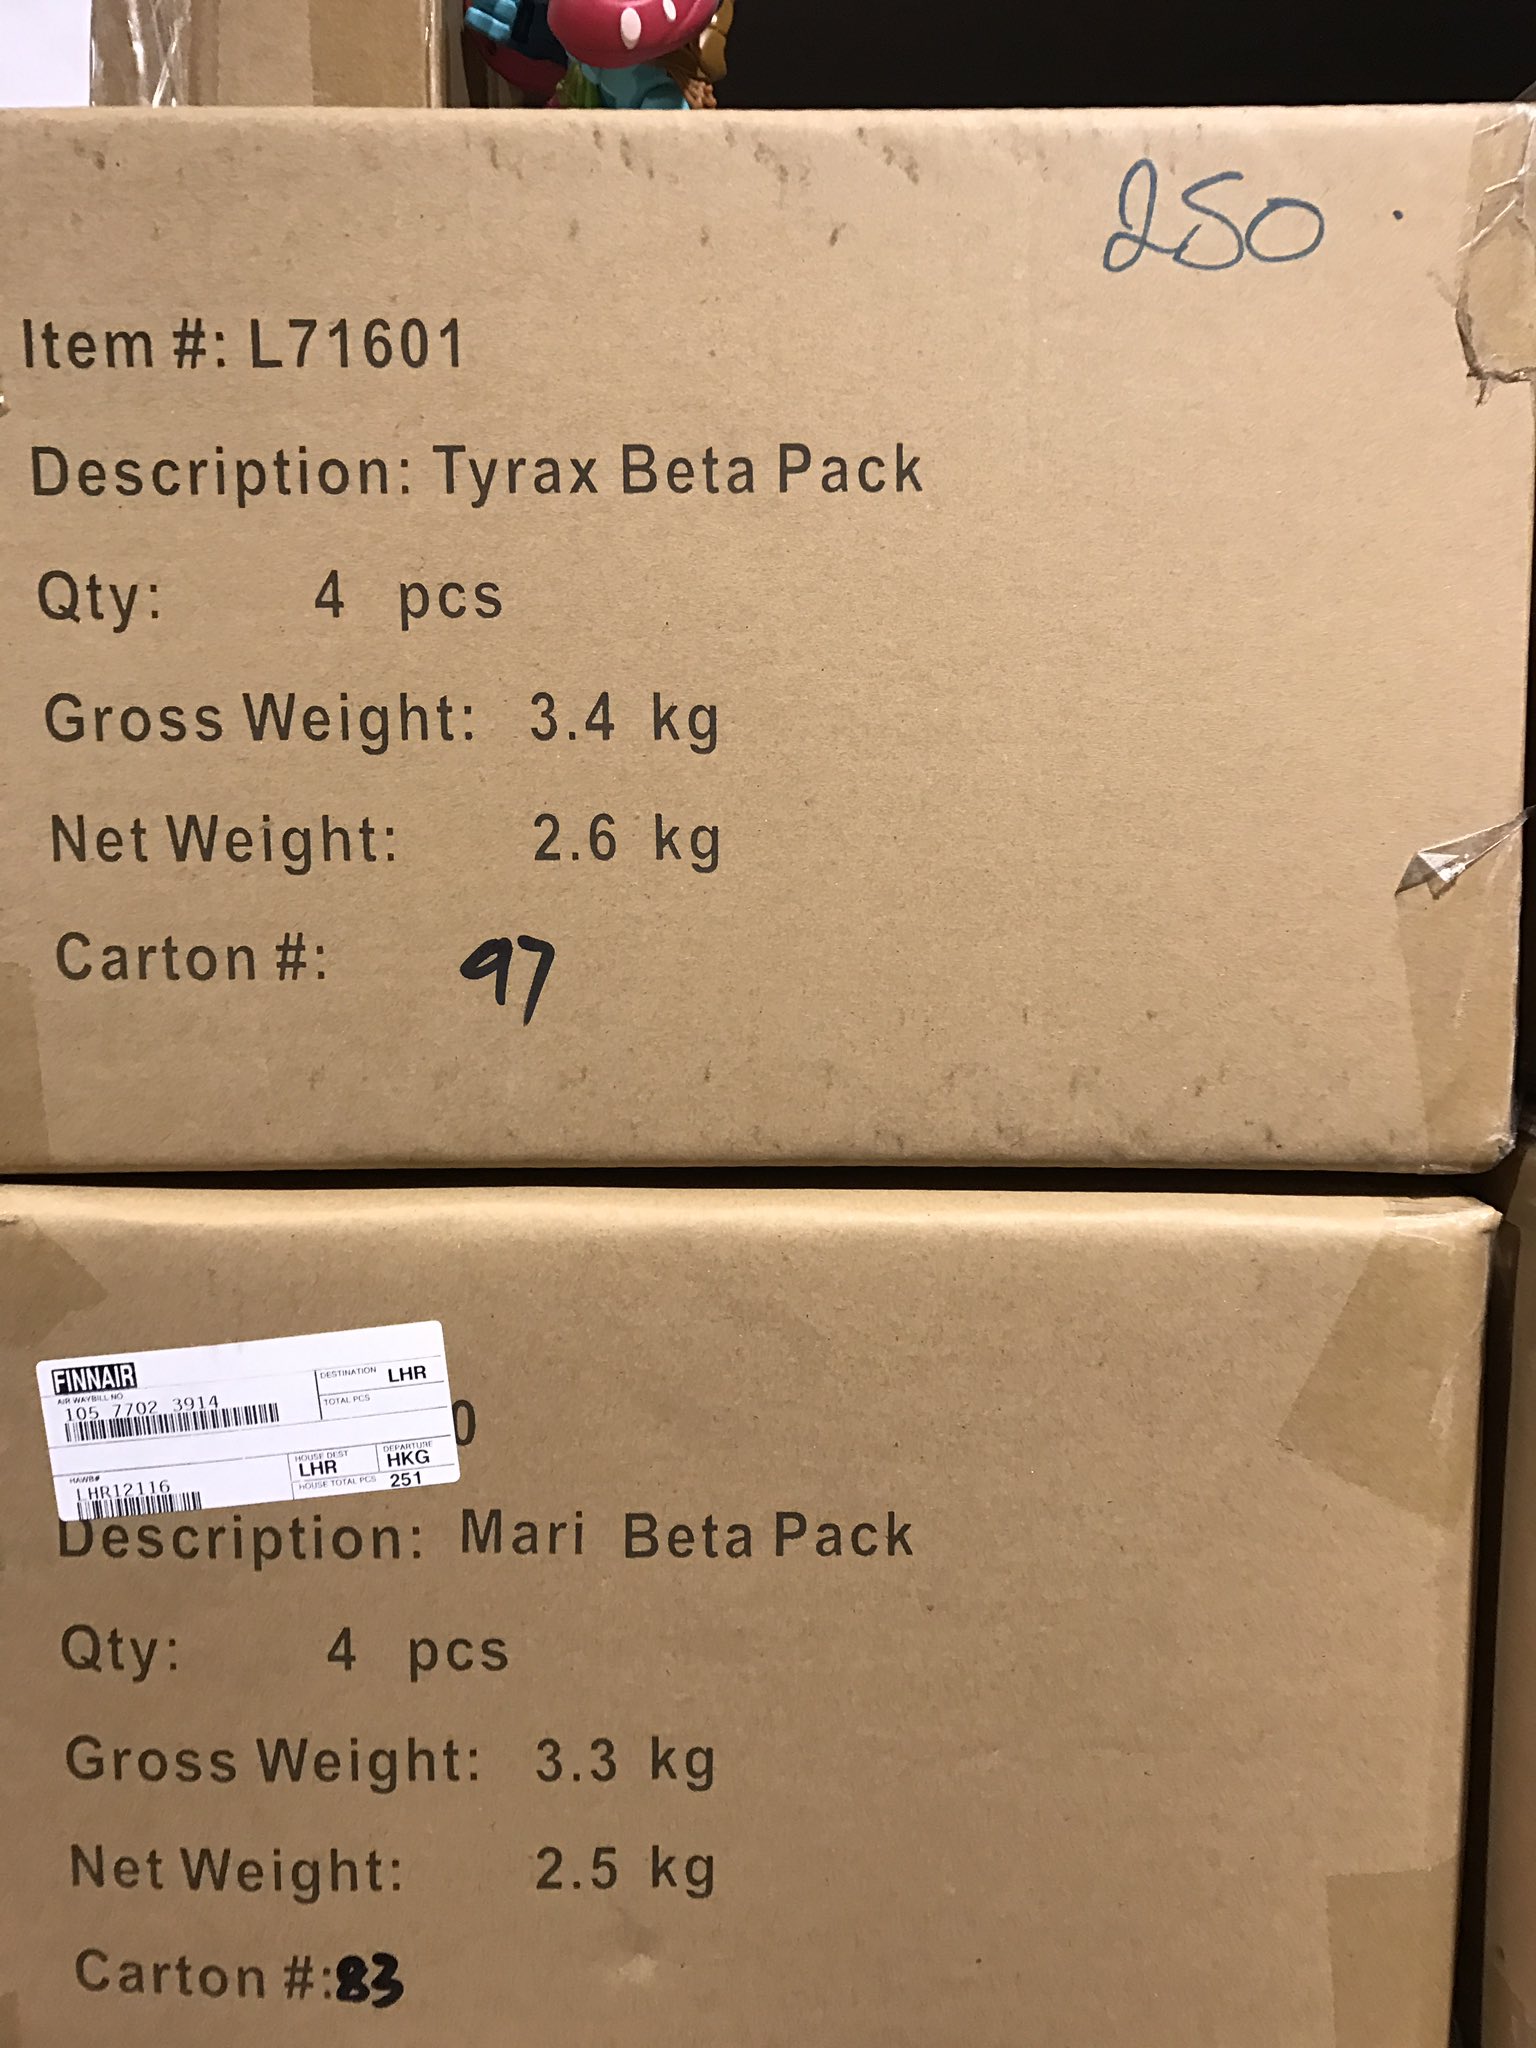 250
Item #: L71601
Description: Tyrax Beta Pack
Qty: 4 pcs
Gross Weight: 3.4 kg
Net Weight: 2.6 kg
Carton #: 97
FINNAIR
AIR WAYBILL NO
105 7702 3914
DESTINATION LHR
TOTAL PCS
HAWB#
LHR12116
HOUSE DEST
LHR
DEPARTURE
HKG
HOUSE TOTAL PCS 251
0
Description: Mari Beta Pack
Qty: 4 pcs
Gross Weight: 3.3 kg
Net Weight: 2.5 kg
Carton #:83